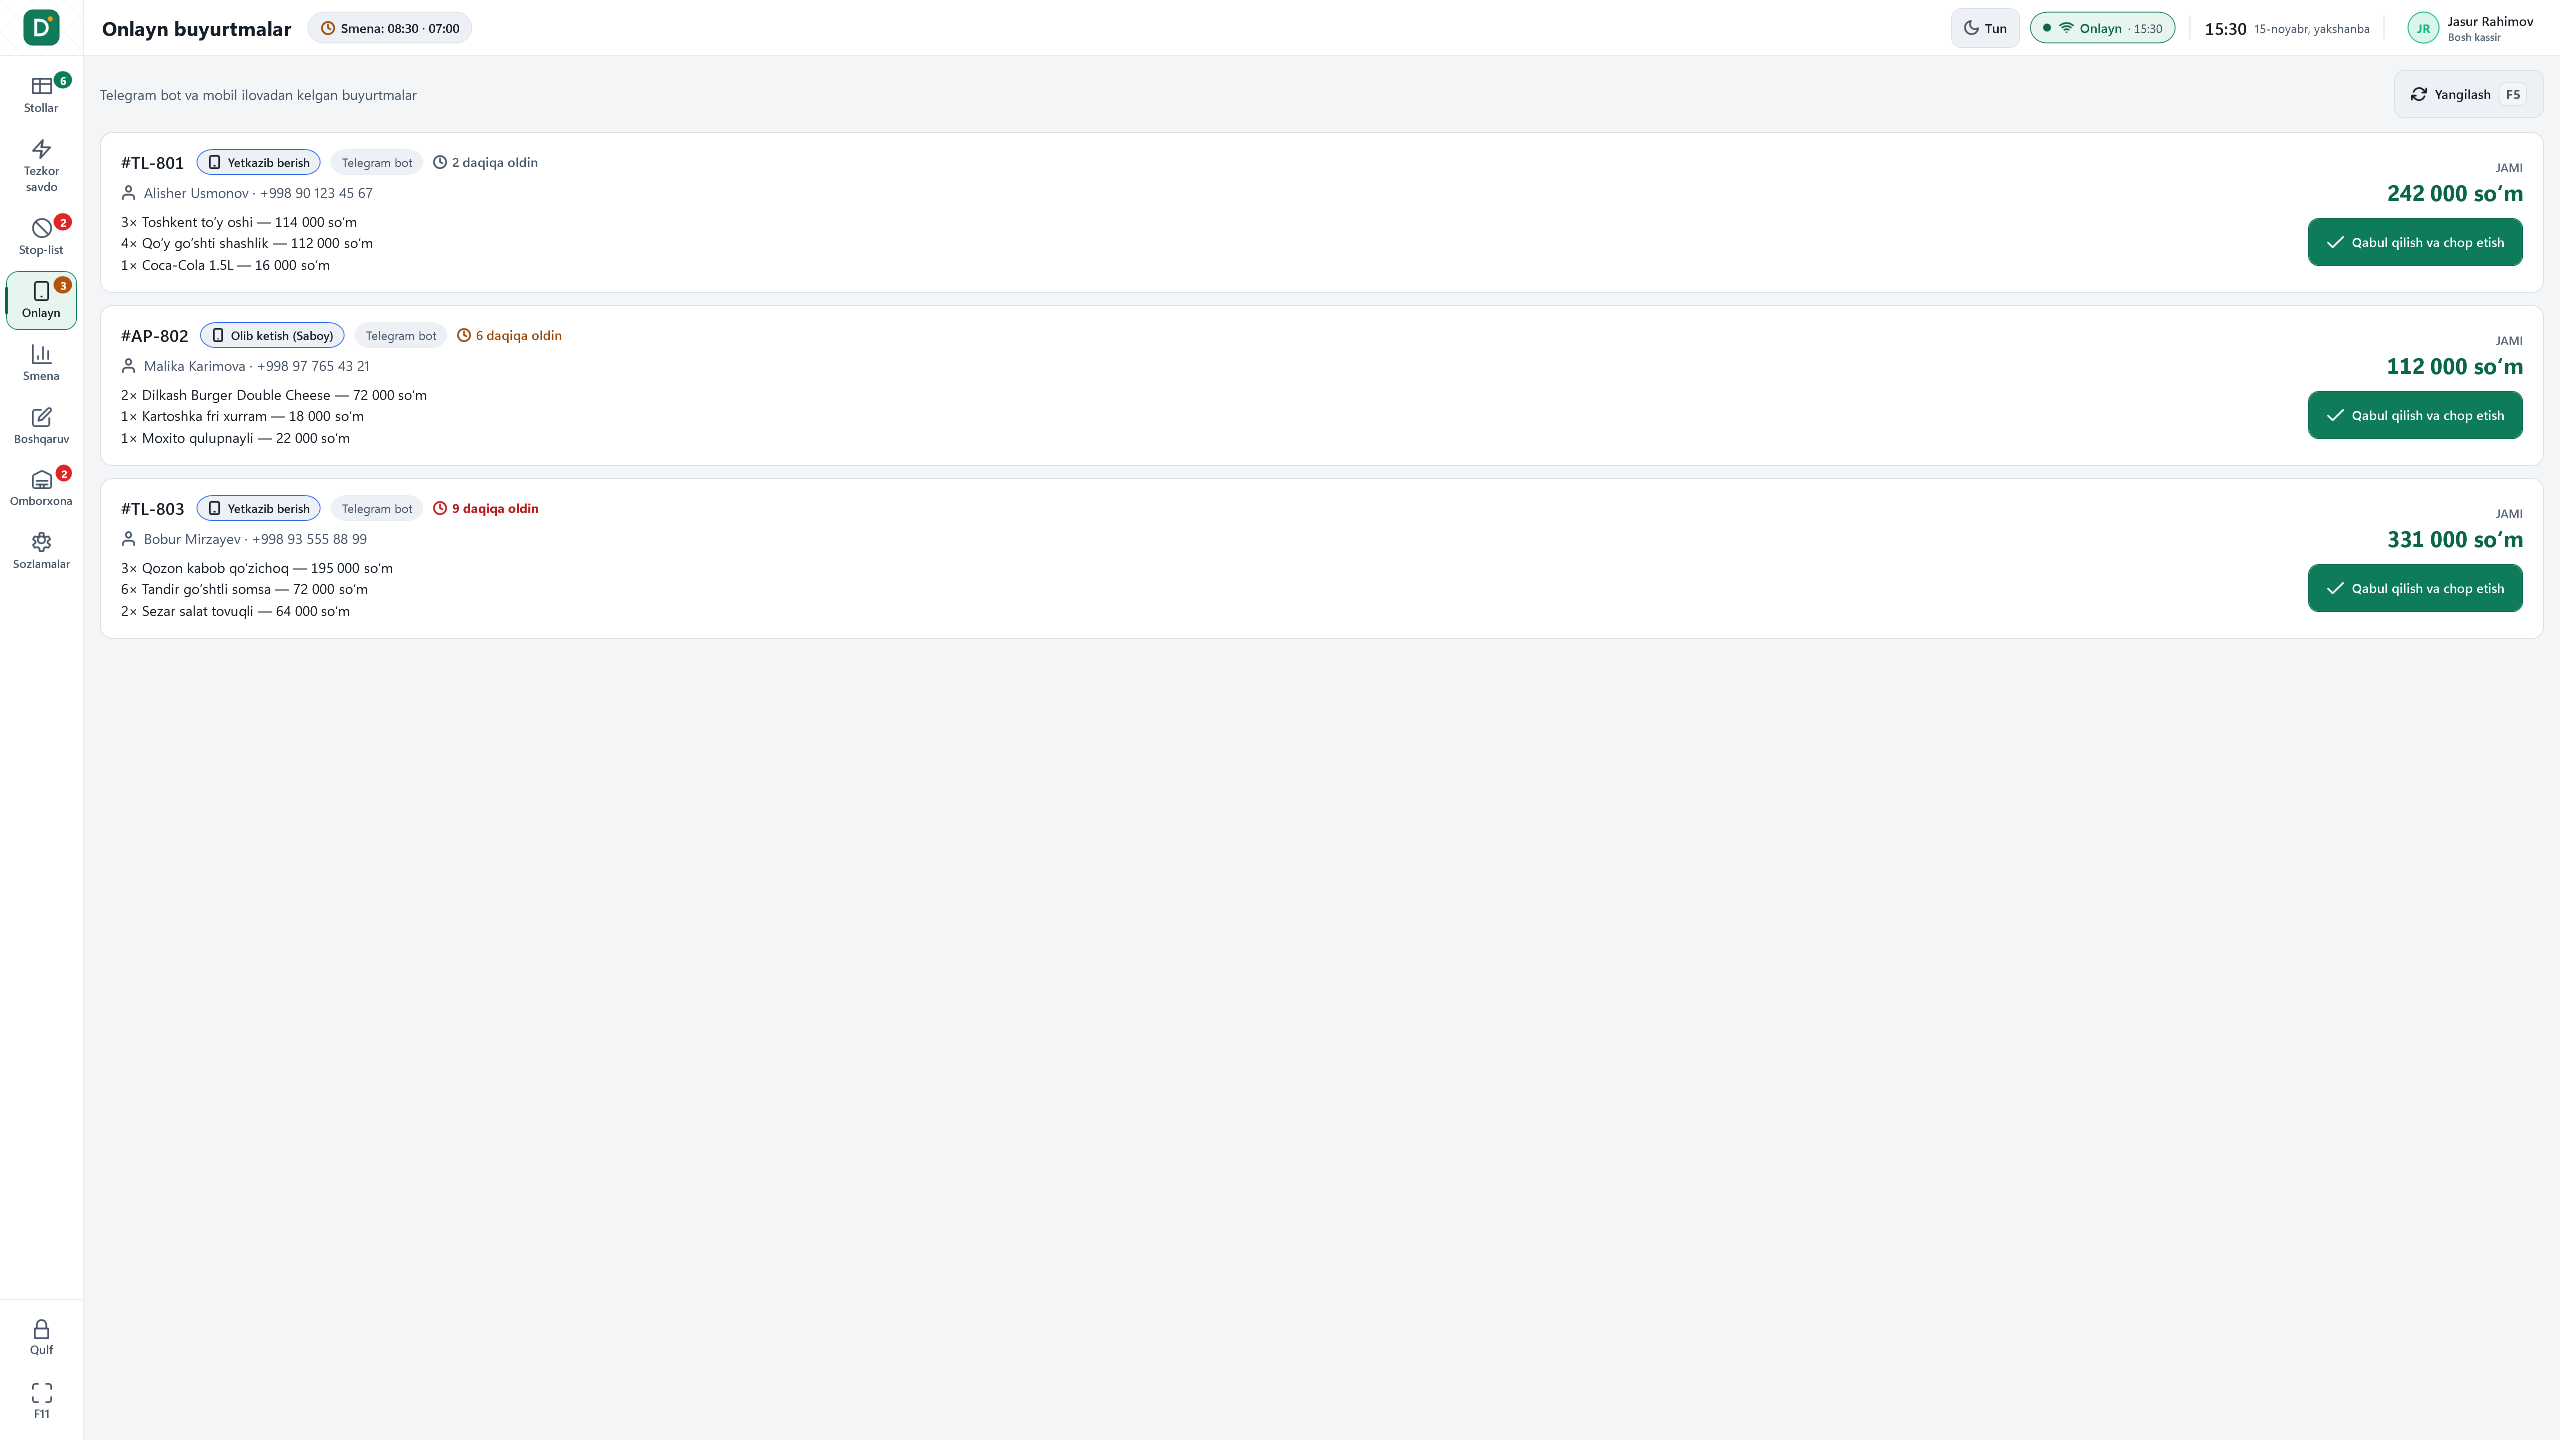 D
Onlayn buyurtmalar
Smena: 08:30 · 07:00
Tun
Onlayn · 15:30
15:30 15-noyabr, yakshanba
JR
Jasur Rahimov
Bosh kassir
6
Stollar
Tezkor
savdo
2
Stop-list
3
Onlayn
Smena
Boshqaruv
2
Omborxona
Sozlamalar
Qulf
F11
Telegram bot va mobil ilovadan kelgan buyurtmalar
Yangilash F5
#TL-801 Yetkazib berish Telegram bot 2 daqiqa oldin
Alisher Usmonov · +998 90 123 45 67
3× Toshkent to‘y oshi — 114 000 so‘m
4× Qo‘y go‘shti shashlik — 112 000 so‘m
1× Coca-Cola 1.5L — 16 000 so‘m
JAMI
242 000 so‘m
Qabul qilish va chop etish
#AP-802 Olib ketish (Saboy) Telegram bot 6 daqiqa oldin
Malika Karimova · +998 97 765 43 21
2× Dilkash Burger Double Cheese — 72 000 so‘m
1× Kartoshka fri xurram — 18 000 so‘m
1× Moxito qulupnayli — 22 000 so‘m
JAMI
112 000 so‘m
Qabul qilish va chop etish
#TL-803 Yetkazib berish Telegram bot 9 daqiqa oldin
Bobur Mirzayev · +998 93 555 88 99
3× Qozon kabob qo‘zichoq — 195 000 so‘m
6× Tandir go‘shtli somsa — 72 000 so‘m
2× Sezar salat tovuqli — 64 000 so‘m
JAMI
331 000 so‘m
Qabul qilish va chop etish